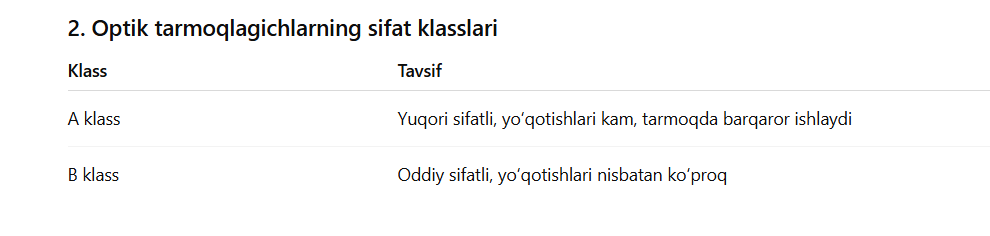 2. Optik tarmoqlagichlarning sifat klasslari
Klass Tavsif
A klass Yuqori sifatli, yo‘qotishlari kam, tarmoqda barqaror ishlaydi
B klass Oddiy sifatli, yo‘qotishlari nisbatan ko‘proq